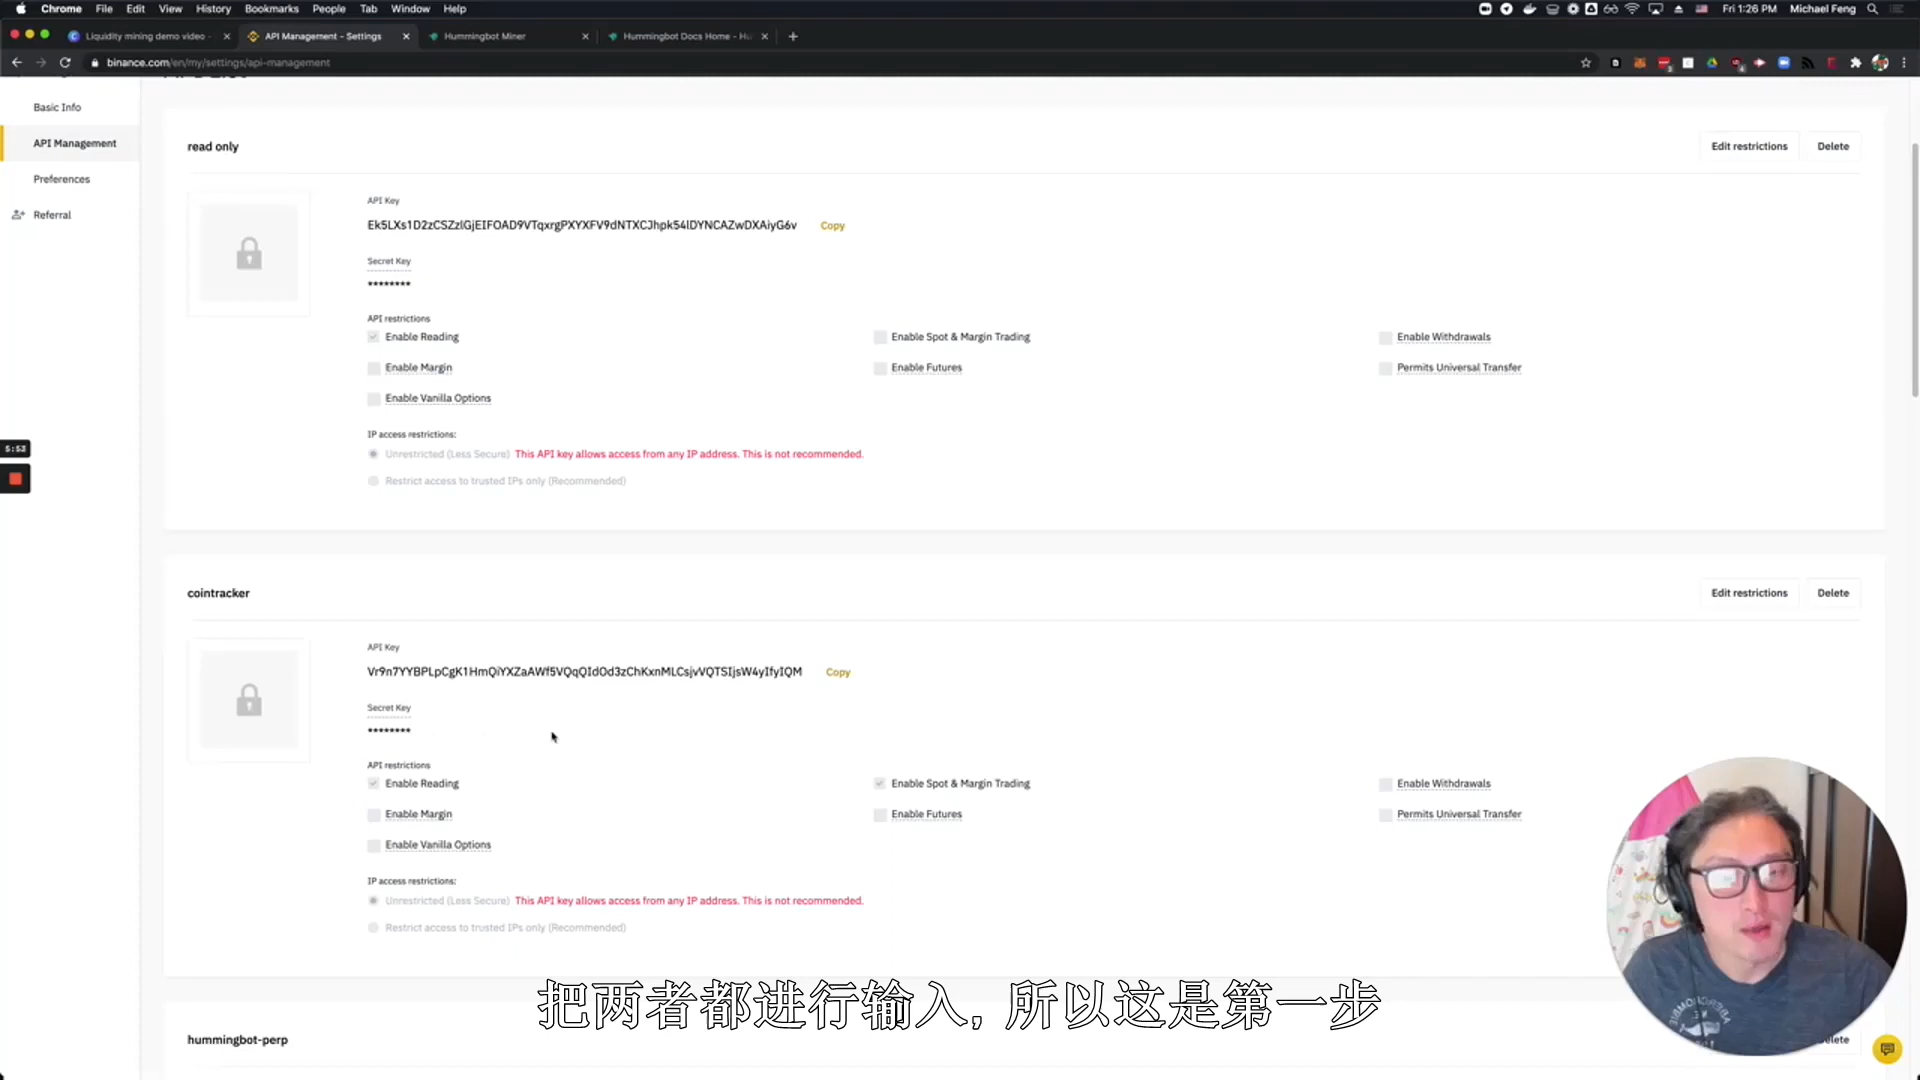 Chrome File Edit View History Bookmarks People Tab Window Help Fri 1:26 PM Michael Feng
Liquidity mining demo video - API Management - Settings Hummingbot Miner Hummingbot Docs Home - Hu
binance.com/en/my/settings/api-management
Basic Info
API Management
Preferences
Referral
5:53
read only
Edit restrictions Delete
API Key
Ek5LXs1D2zCSZzlGjEIFOAD9VTqxrgPXYXFV9dNTXCJhpk54lDYNCAZwDXAiyG6v Copy
Secret Key
********
API restrictions
Enable Reading Enable Spot & Margin Trading Enable Withdrawals
Enable Margin Enable Futures Permits Universal Transfer
Enable Vanilla Options
IP access restrictions:
Unrestricted (Less Secure) This API key allows access from any IP address. This is not recommended.
Restrict access to trusted IPs only (Recommended)
cointracker
Edit restrictions Delete
API Key
Vr9n7YYBPLpCgK1HmQiYXZaAWf5VQqQIdOd3zChKxnMLCsjvVQTSIjsW4yIfyIQM Copy
Secret Key
********
API restrictions
Enable Reading Enable Spot & Margin Trading Enable Withdrawals
Enable Margin Enable Futures Permits Universal Transfer
Enable Vanilla Options
IP access restrictions:
Unrestricted (Less Secure) This API key allows access from any IP address. This is not recommended.
Restrict access to trusted IPs only (Recommended)
把两者都进行输入, 所以这是第一步
hummingbot-perp